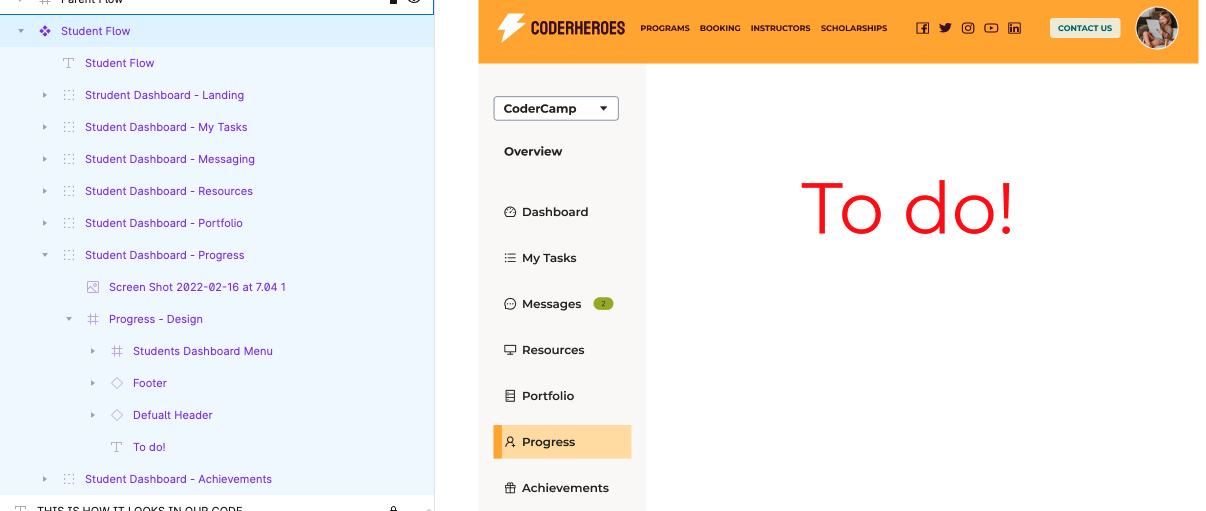 Parent Flow
Student Flow
Student Flow
Strudent Dashboard - Landing
Student Dashboard - My Tasks
Student Dashboard - Messaging
Student Dashboard - Resources
Student Dashboard - Portfolio
Student Dashboard - Progress
Screen Shot 2022-02-16 at 7.04 1
Progress - Design
Students Dashboard Menu
Footer
Defualt Header
To do!
Student Dashboard - Achievements
THIS IS HOW IT LOOKS IN OUR CODE
CODERHEROES PROGRAMS BOOKING INSTRUCTORS SCHOLARSHIPS CONTACT US
CoderCamp
Overview
Dashboard
My Tasks
Messages 2
Resources
Portfolio
Progress
Achievements
To do!